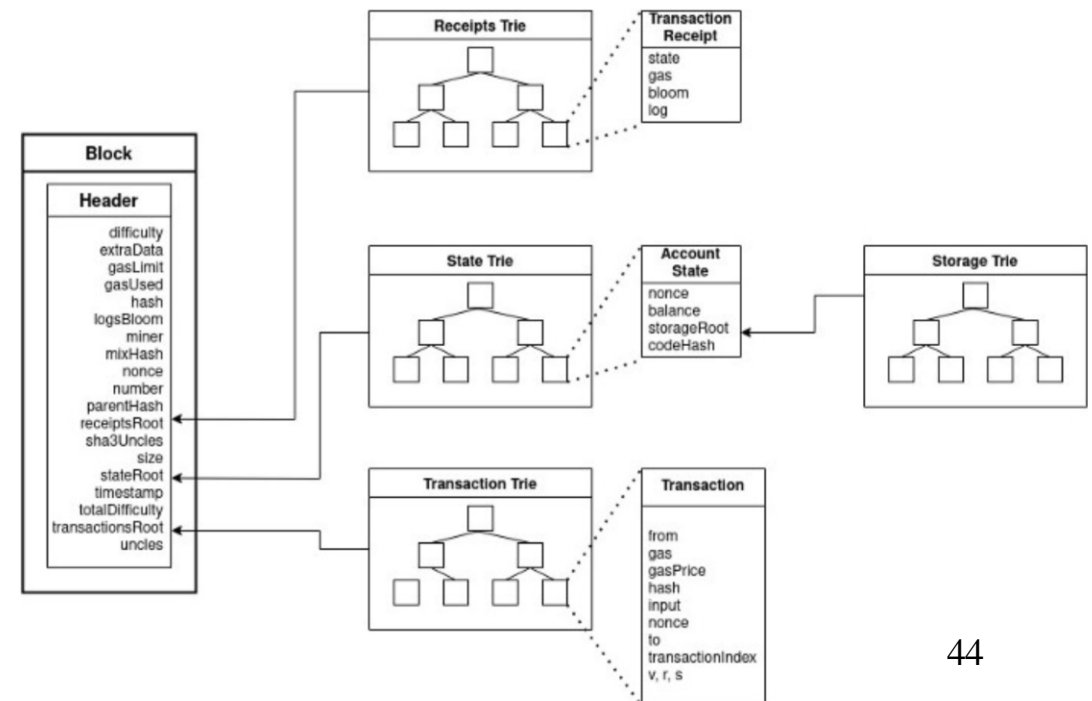 Block
Header
difficulty
extraData
gasLimit
gasUsed
hash
logsBloom
miner
mixHash
nonce
number
parentHash
receiptsRoot
sha3Uncles
size
stateRoot
timestamp
totalDifficulty
transactionsRoot
uncles
Receipts Trie
Transaction
Receipt
state
gas
bloom
log
State Trie
Account
State
nonce
balance
storageRoot
codeHash
Storage Trie
Transaction Trie
Transaction
from
gas
gasPrice
hash
input
nonce
to
transactionIndex
v, r, s
44